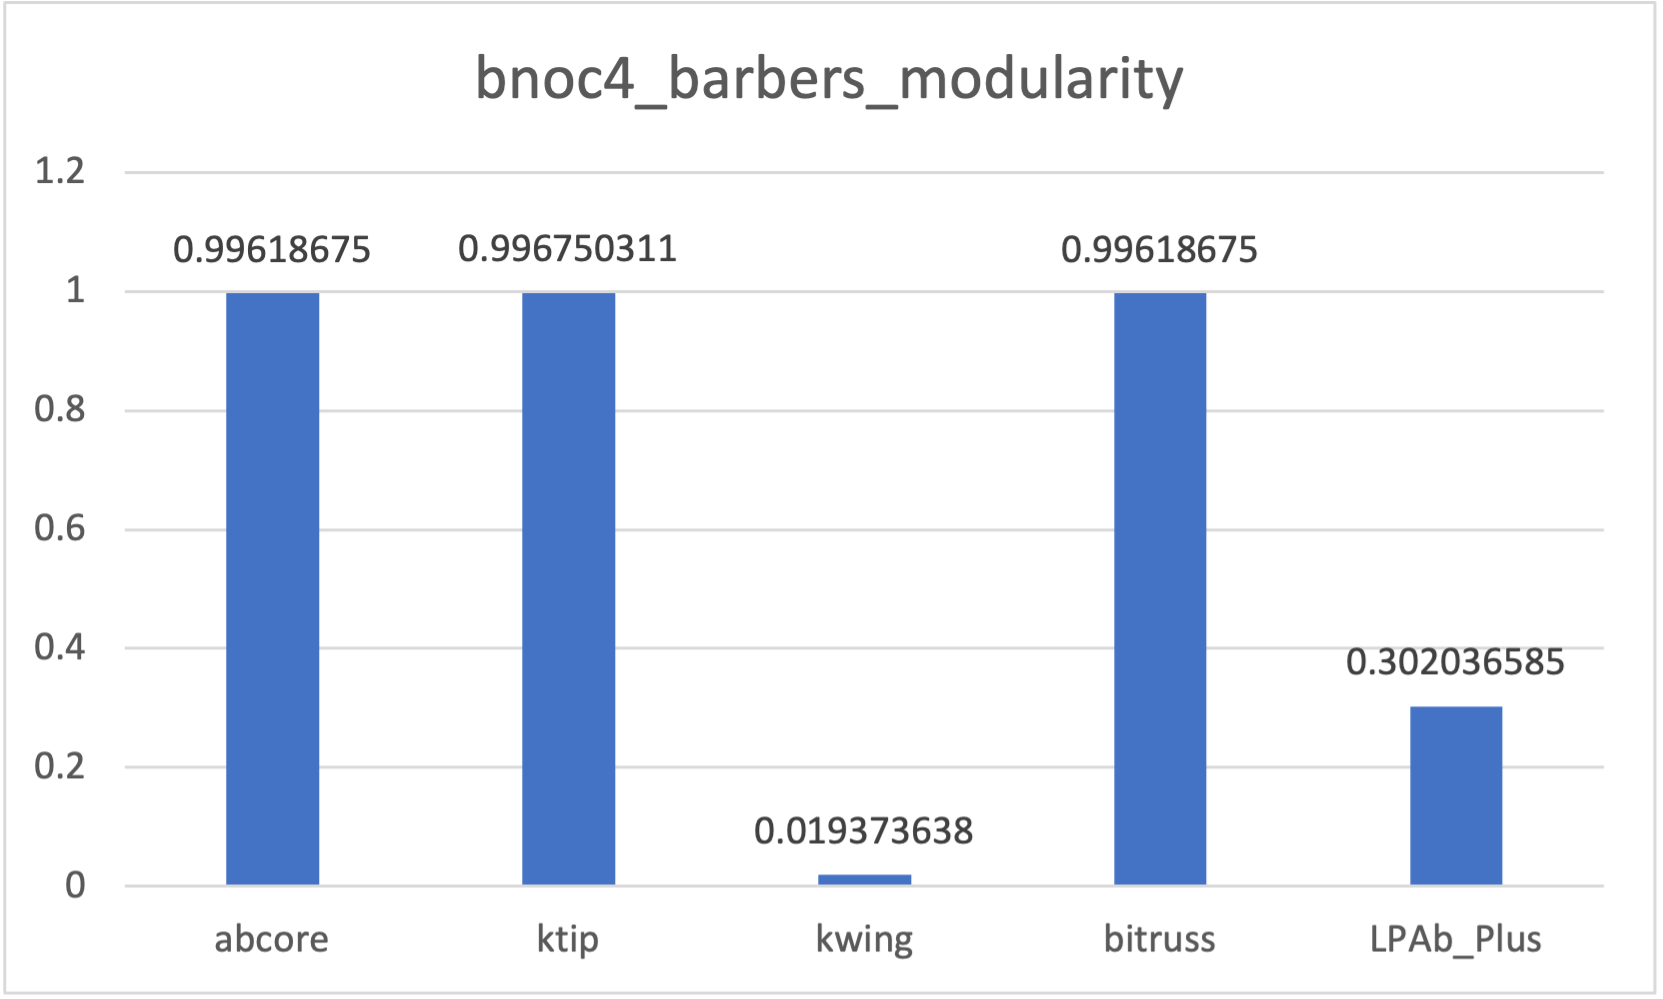 bnoc4_barbers_modularity
1.2
1
0.8
0.6
0.4
0.2
0
0.99618675
0.996750311
0.019373638
0.99618675
0.302036585
abcore
ktip
kwing
bitruss
LPAb_Plus